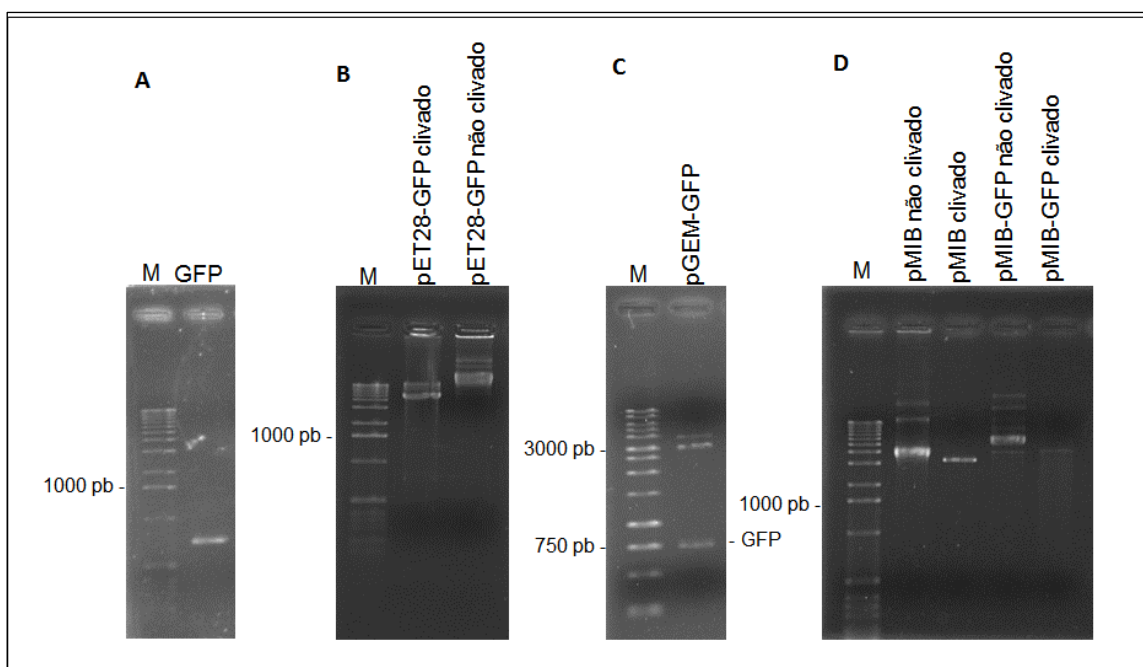 A
M GFP
1000 pb -
B
M
pET28-GFP clivado
pET28-GFP não clivado
1000 pb -
C
M
pGEM-GFP
3000 pb -
750 pb -
- GFP
D
M
pMIB não clivado
pMIB clivado
pMIB-GFP não clivado
pMIB-GFP clivado
1000 pb -